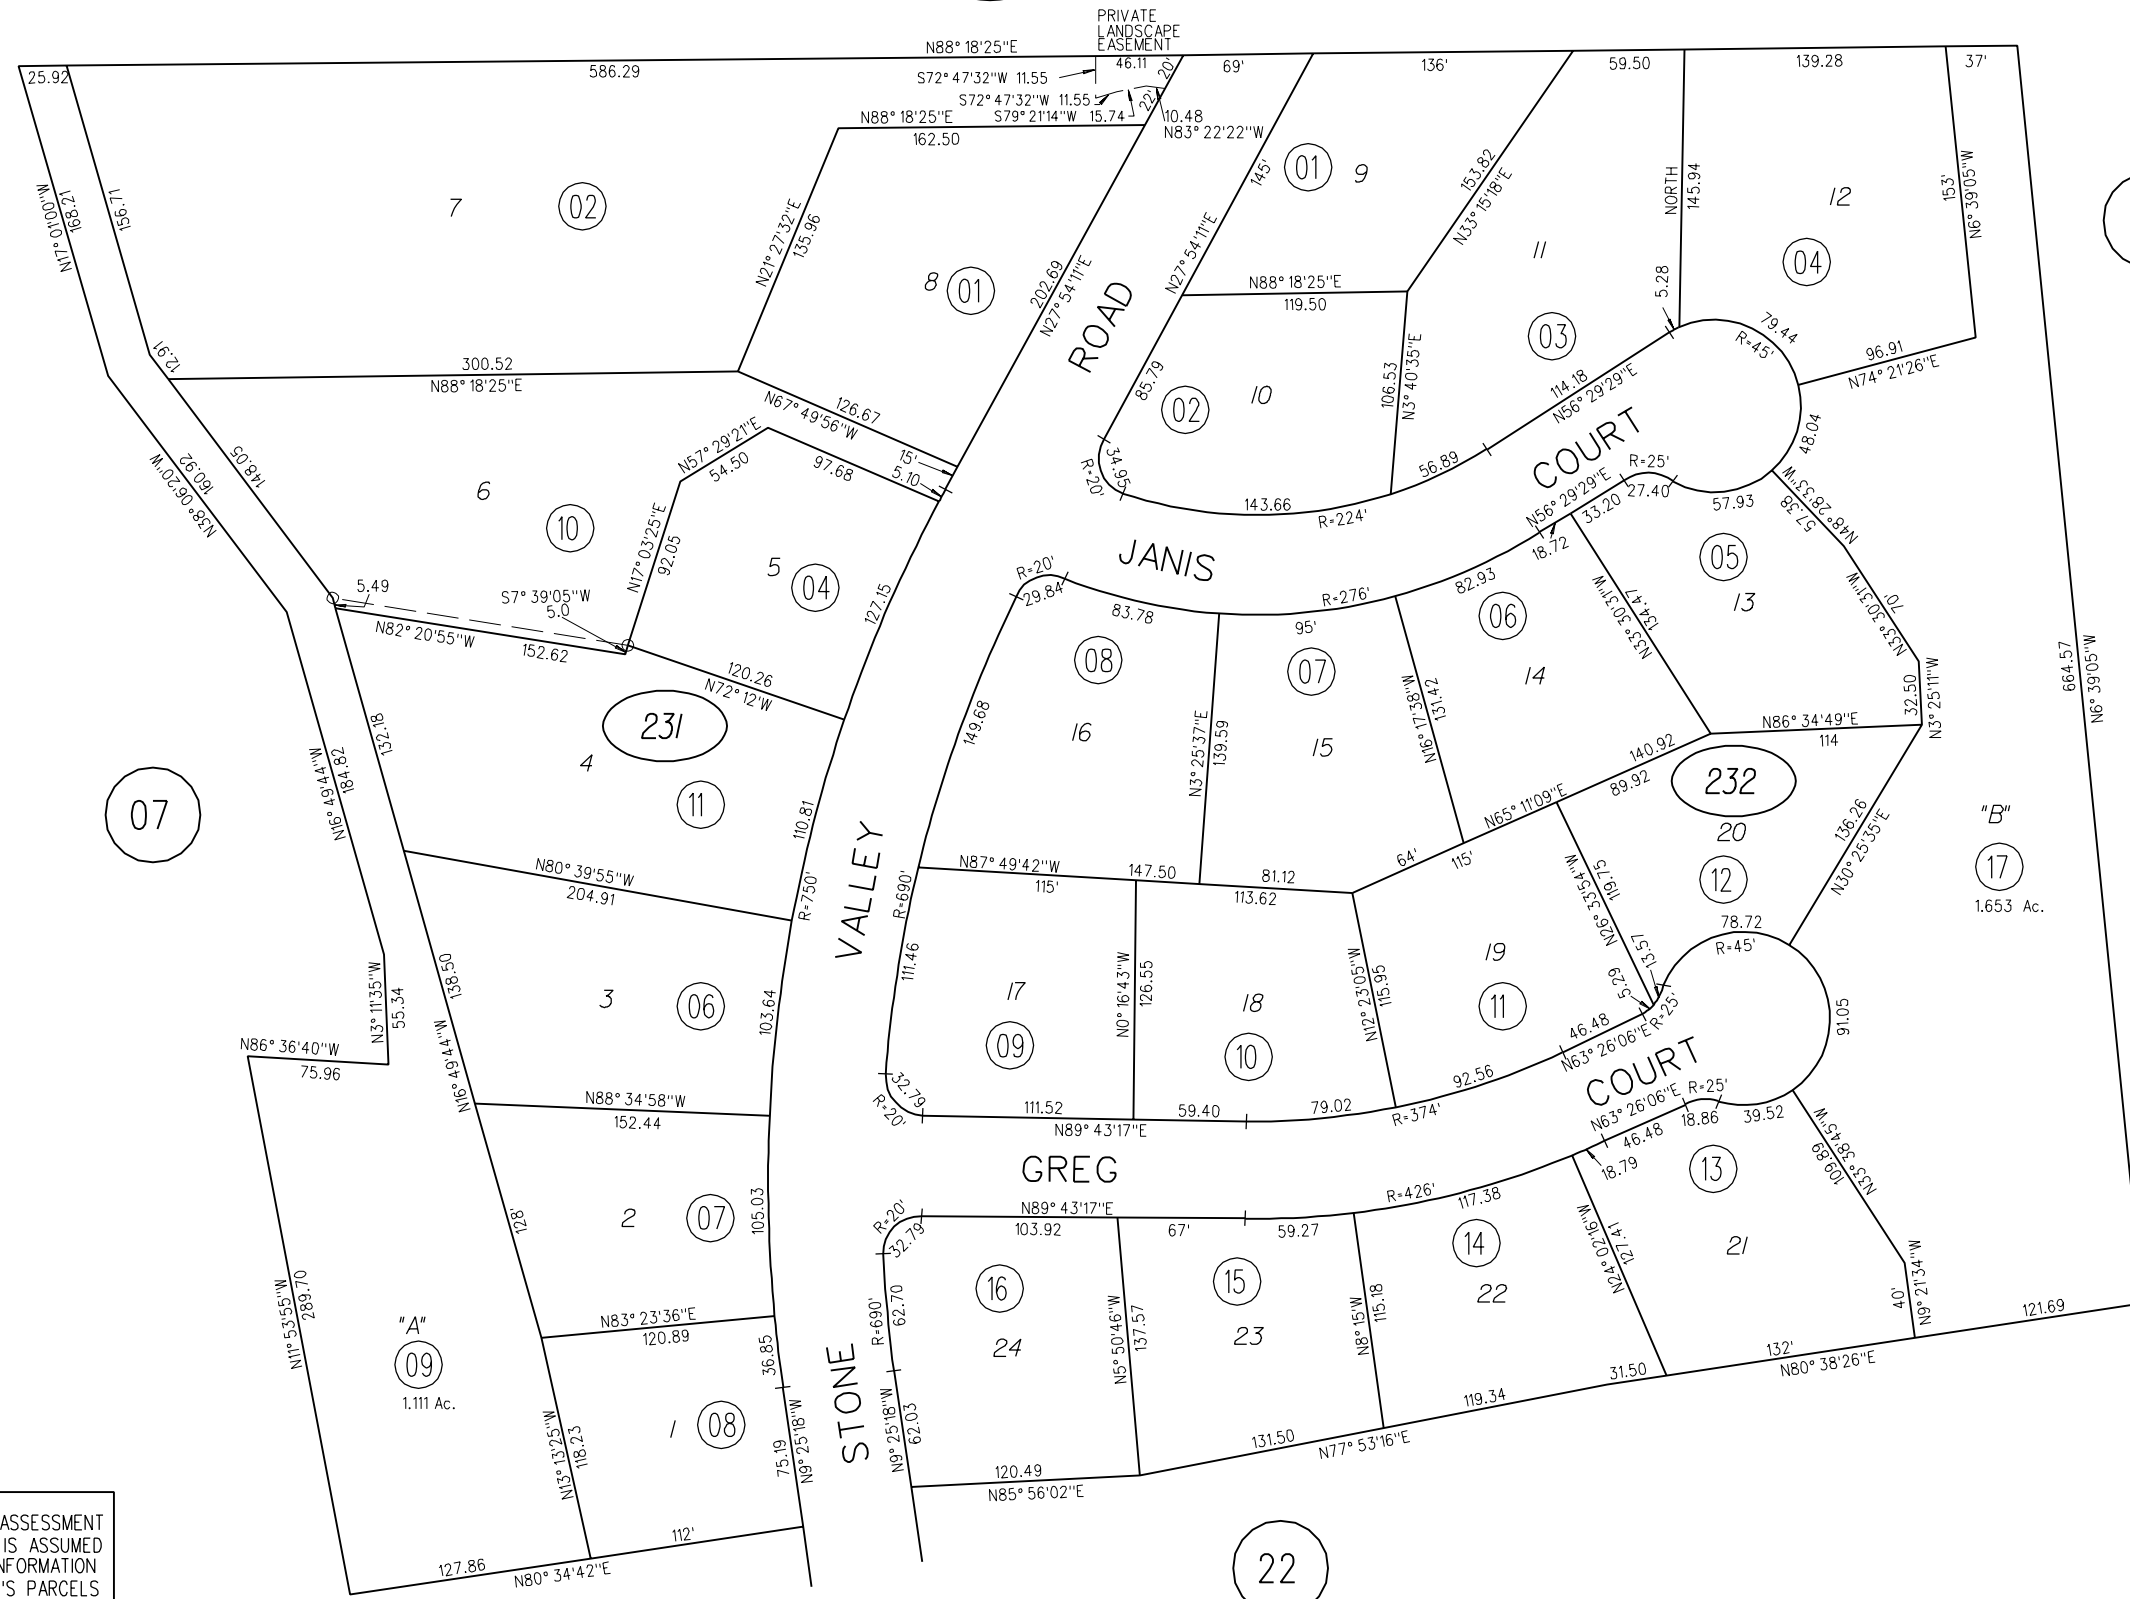 PRIVATE
LANDSCAPE
EASEMENT
N88° 18'25"E
25.92
586.29
46.11
20'
69'
136'
59.50
139.28
37'
S72° 47'32"W 11.55
S72° 47'32"W 11.55
S79° 21'14"W 15.74
22'
10.48
N83° 22'22"W
N88° 18'25"E
162.50
N17° 01'00"W
168.21
156.71
7
02
N21° 27'32"E
135.96
8
01
202.69
N27° 54'11"E
ROAD
145'
N27° 54'11"E
01
9
153.82
N33° 15'18"E
NORTH
145.94
12
04
153'
N6° 39'05"W
11
03
5.28
79.44
R=45'
96.91
N74° 21'26"E
N88° 18'25"E
119.50
12.91
300.52
N88° 18'25"E
126.67
N67° 49'56"W
85.79
02
10
106.53
N3° 40'35"E
114.18
N56° 29'29"E
COURT
48.04
N57° 29'21"E
54.50
97.68
15'
5.10
34.95
R=20'
143.66
R=224'
56.89
R=25'
27.40
57.93
N56° 29'29"E
33.20
18.72
N48° 28'33"W
57.38
148.05
160.92
N38° 06'20"W
6
10
N17° 03'25"E
92.05
5
04
127.15
JANIS
R=20'
29.84
83.78
R=276'
95'
82.93
06
14
N33° 30'31"W
134.47
05
13
70'
N33° 30'31"W
32.50
N3° 25'11"W
664.57
N6° 39'05"W
5.49
S7° 39'05"W
5.0
N82° 20'55"W
152.62
120.26
N72° 12'W
231
132.18
4
11
149.68
08
16
N3° 25'37"E
139.59
07
15
N16° 17'38"W
131.42
N86° 34'49"E
114
140.92
89.92
N65° 11'09"E
64'
115'
232
20
12
136.26
N30° 25'35"E
"B"
17
1.653 Ac.
07
N16° 49'44"W
184.82
N80° 39'55"W
204.91
110.81
R=750'
VALLEY
R=690'
N87° 49'42"W
115'
147.50
81.12
113.62
N26° 33'54"W
119.75
78.72
R=45'
13.57
5.29
R=25'
91.05
N3° 11'35"W
55.34
138.50
N16° 49'44"W
3
06
103.64
111.46
17
09
N0° 16'43"W
126.55
18
10
N12° 23'05"W
115.95
19
11
46.48
N63° 26'06"E
92.56
COURT
N86° 36'40"W
75.96
N88° 34'58"W
152.44
32.79
R=20'
111.52
N89° 43'17"E
59.40
79.02
R=374'
N63° 26'06"E
46.48
R=25'
18.86
39.52
18.79
GREG
N89° 43'17"E
103.92
67'
59.27
R=426'
117.38
128'
2
07
105.03
R=20'
32.79
13
21
109.89
N33° 38'45"W
40'
N9° 21'34"W
N11° 53'55"W
289.70
"A"
09
1.111 Ac.
N83° 23'36"E
120.89
36.85
R=690'
62.70
16
24
N5° 50'46"W
137.57
15
23
N8° 15'W
115.18
14
22
N24° 02'16"W
127.41
121.69
132'
N80° 38'26"E
31.50
119.34
131.50
N77° 53'16"E
STONE
1
08
N13° 13'25"W
118.23
75.19
N9° 25'18"W
N9° 25'18"W
62.03
120.49
N85° 56'02"E
112'
127.86
N80° 34'42"E
22
ASSESSMENT
IS ASSUMED
NFORMATION
'S PARCELS